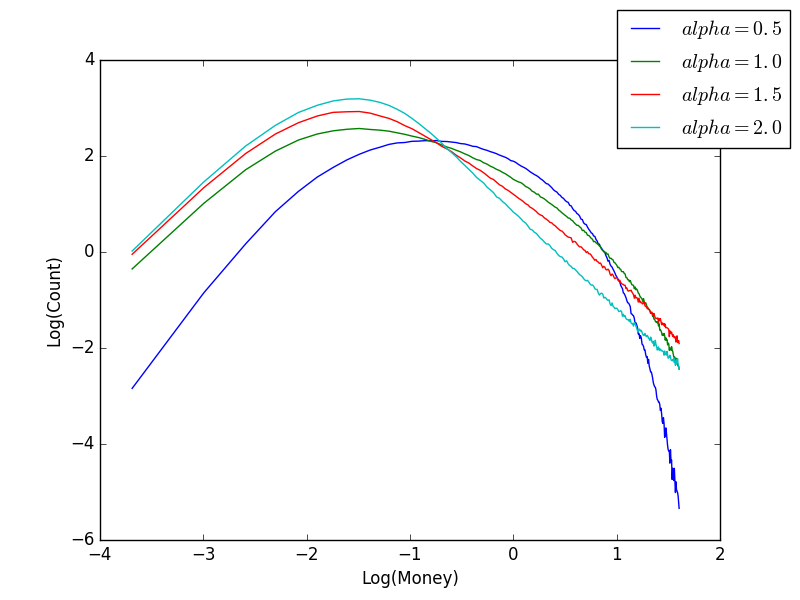 alpha = 0.5
alpha = 1.0
alpha = 1.5
alpha = 2.0
4
2
0
−2
−4
−6
Log(Count)
−4 −3 −2 −1 0 1 2
Log(Money)